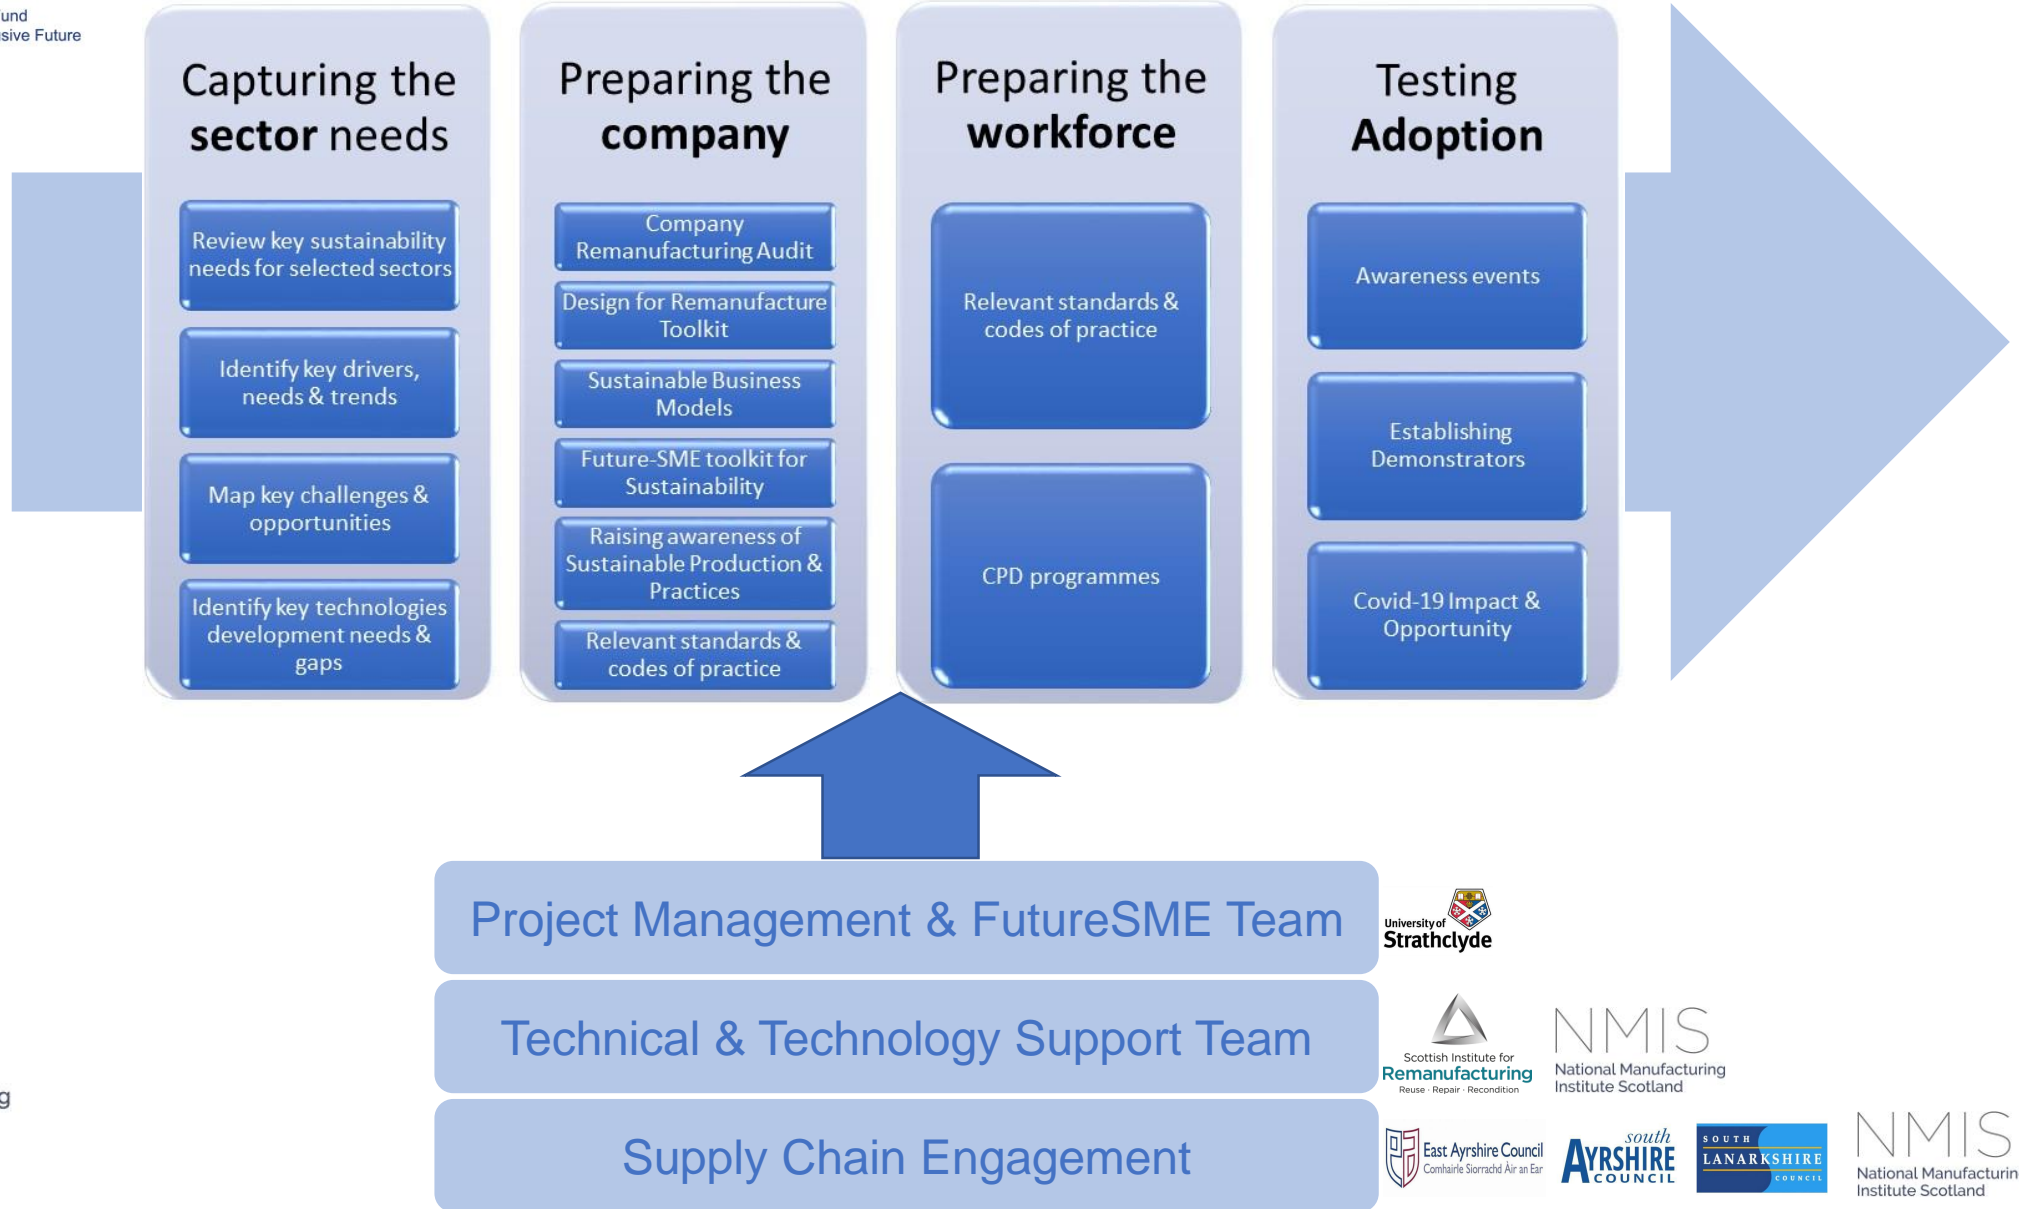 und
sive Future
Capturing the
sector needs
Review key sustainability
needs for selected sectors
Identify key drivers,
needs & trends
Map key challenges &
opportunities
Identify key technologies
development needs &
gaps
Preparing the
company
Company
Remanufacturing Audit
Design for Remanufacture
Toolkit
Sustainable Business
Models
Future-SME toolkit for
Sustainability
Raising awareness of
Sustainable Production &
Practices
Relevant standards &
codes of practice
Preparing the
workforce
Relevant standards &
codes of practice
CPD programmes
Testing
Adoption
Awareness events
Establishing
Demonstrators
Covid-19 Impact &
Opportunity
Project Management & FutureSME Team
University of
Strathclyde
Technical & Technology Support Team
Scottish Institute for
Remanufacturing
Reuse · Repair · Recondition
NMIS
National Manufacturing
Institute Scotland
g
Supply Chain Engagement
East Ayrshire Council
Comhairle Siorrachd Àir an Ear
south
AYRSHIRE
COUNCIL
SOUTH
LANARKSHIRE
COUNCIL
NMIS
National Manufacturin
Institute Scotland